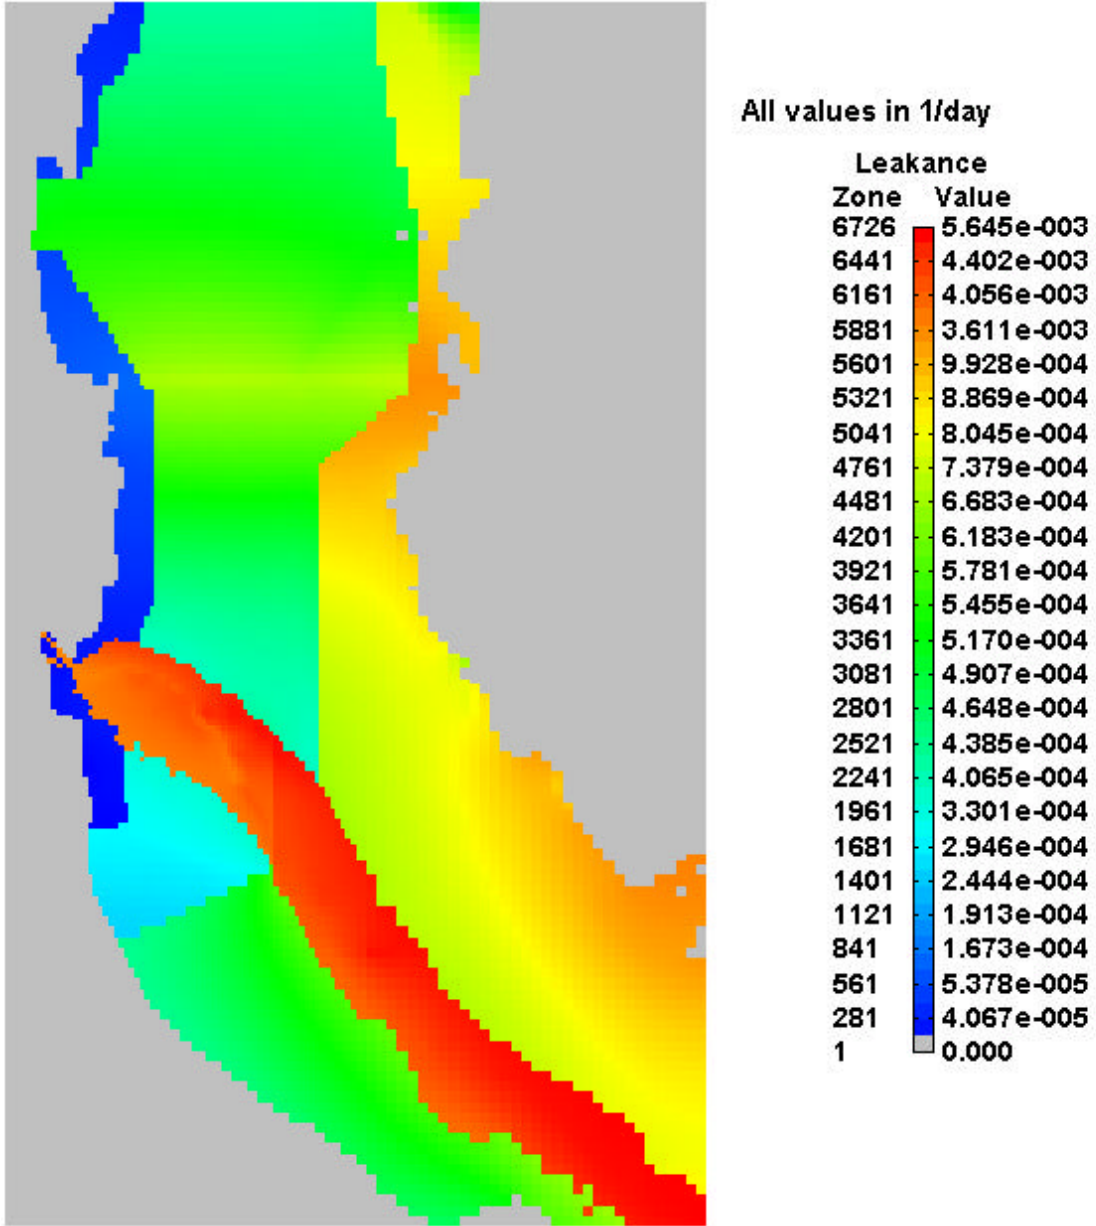 All values in 1/day
Leakance
Zone Value
6726 5.645e-003
6441 4.402e-003
6161 4.056e-003
5881 3.611e-003
5601 9.928e-004
5321 8.869e-004
5041 8.045e-004
4761 7.379e-004
4481 6.683e-004
4201 6.183e-004
3921 5.781e-004
3641 5.455e-004
3361 5.170e-004
3081 4.907e-004
2801 4.648e-004
2521 4.385e-004
2241 4.065e-004
1961 3.301e-004
1681 2.946e-004
1401 2.444e-004
1121 1.913e-004
841 1.673e-004
561 5.378e-005
281 4.067e-005
1 0.000